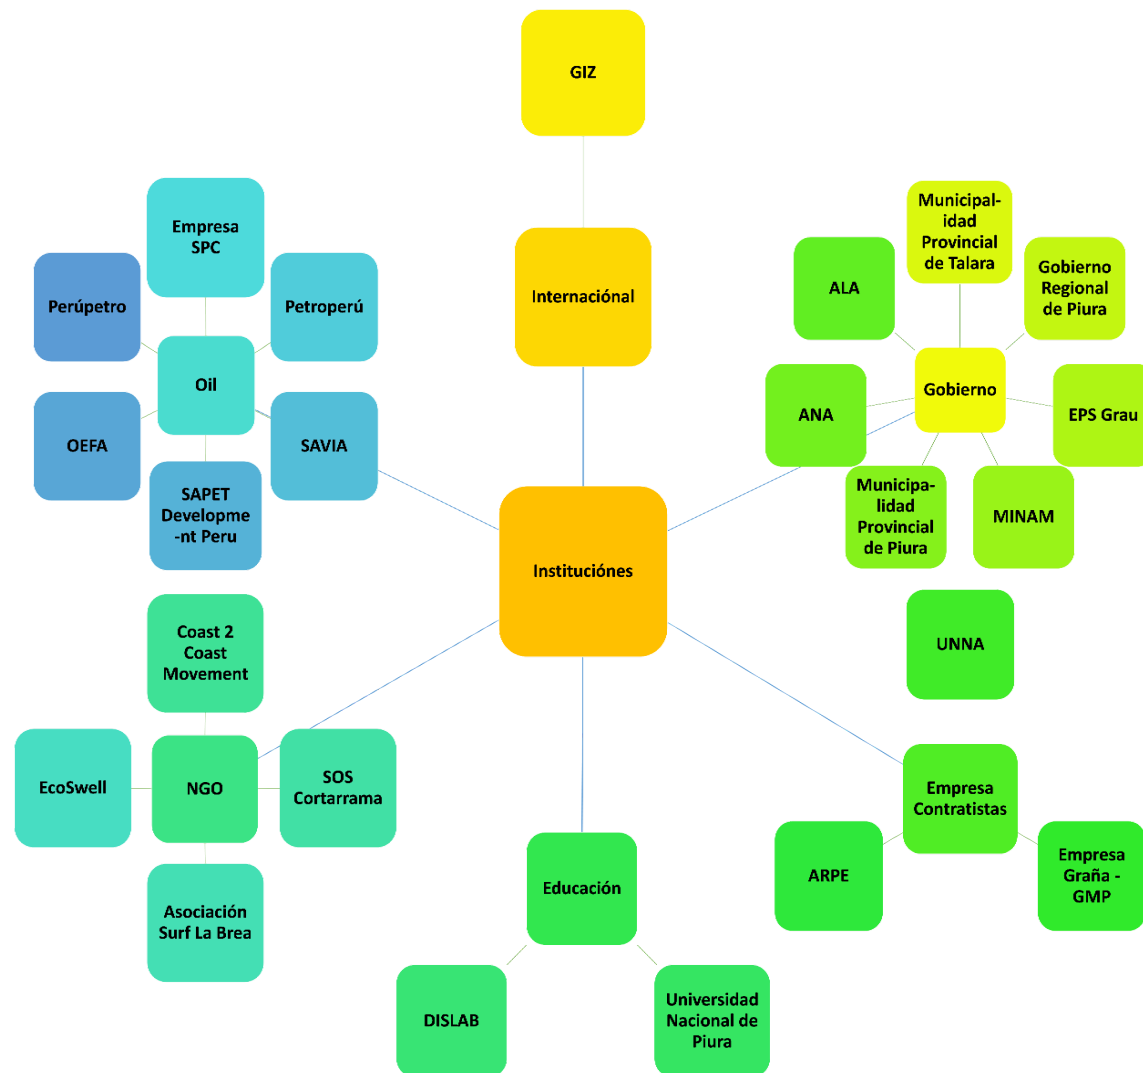 GIZ
Internaciónal
Empresa
SPC
Perúpetro
Petroperú
Oil
OEFA
SAVIA
SAPET
Developme
-nt Peru
Municipal-
idad
Provincial
de Talara
ALA
Gobierno
Regional
de Piura
Gobierno
ANA
EPS Grau
Municipa-
lidad
Provincial
de Piura
MINAM
Instituciónes
UNNA
Coast 2
Coast
Movement
EcoSwell
NGO
SOS
Cortarrama
Asociación
Surf La Brea
Empresa
Contratistas
ARPE
Empresa
Graña -
GMP
Educación
DISLAB
Universidad
Nacional de
Piura